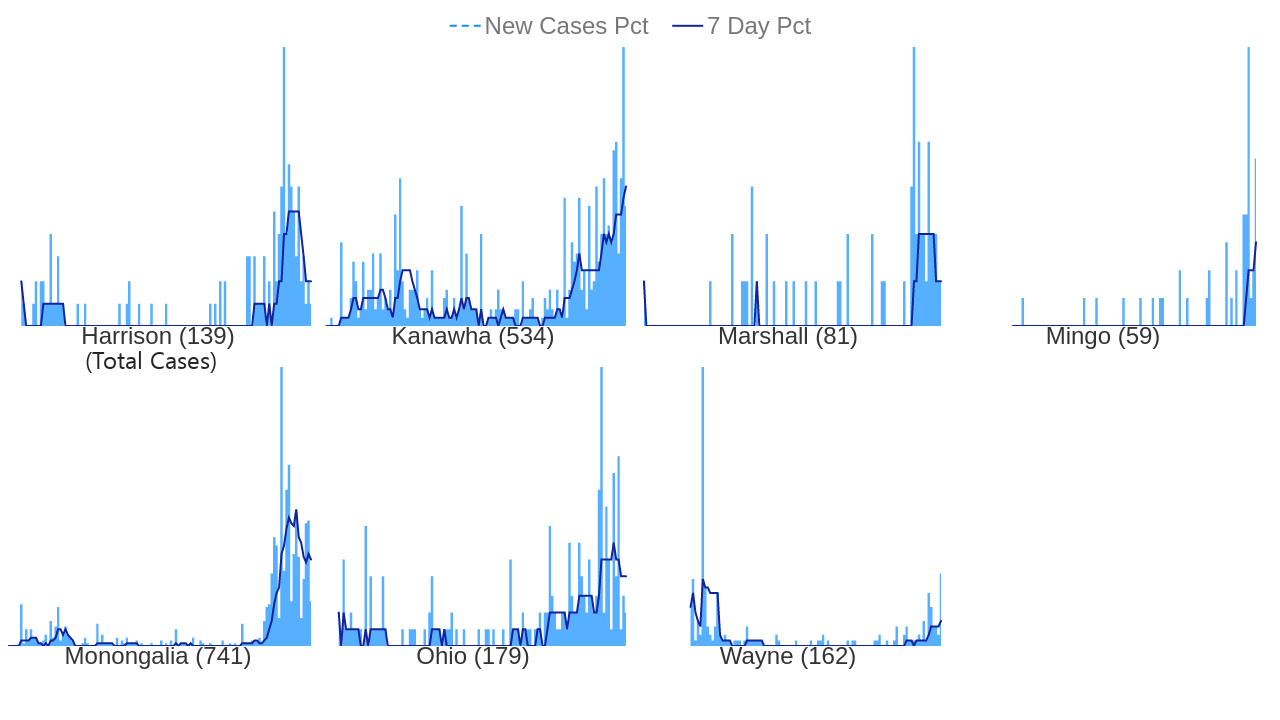 New Cases Pct 7 Day Pct
Harrison (139) Kanawha (534) Marshall (81) Mingo (59)
(Total Cases)
Monongalia (741) Ohio (179) Wayne (162)